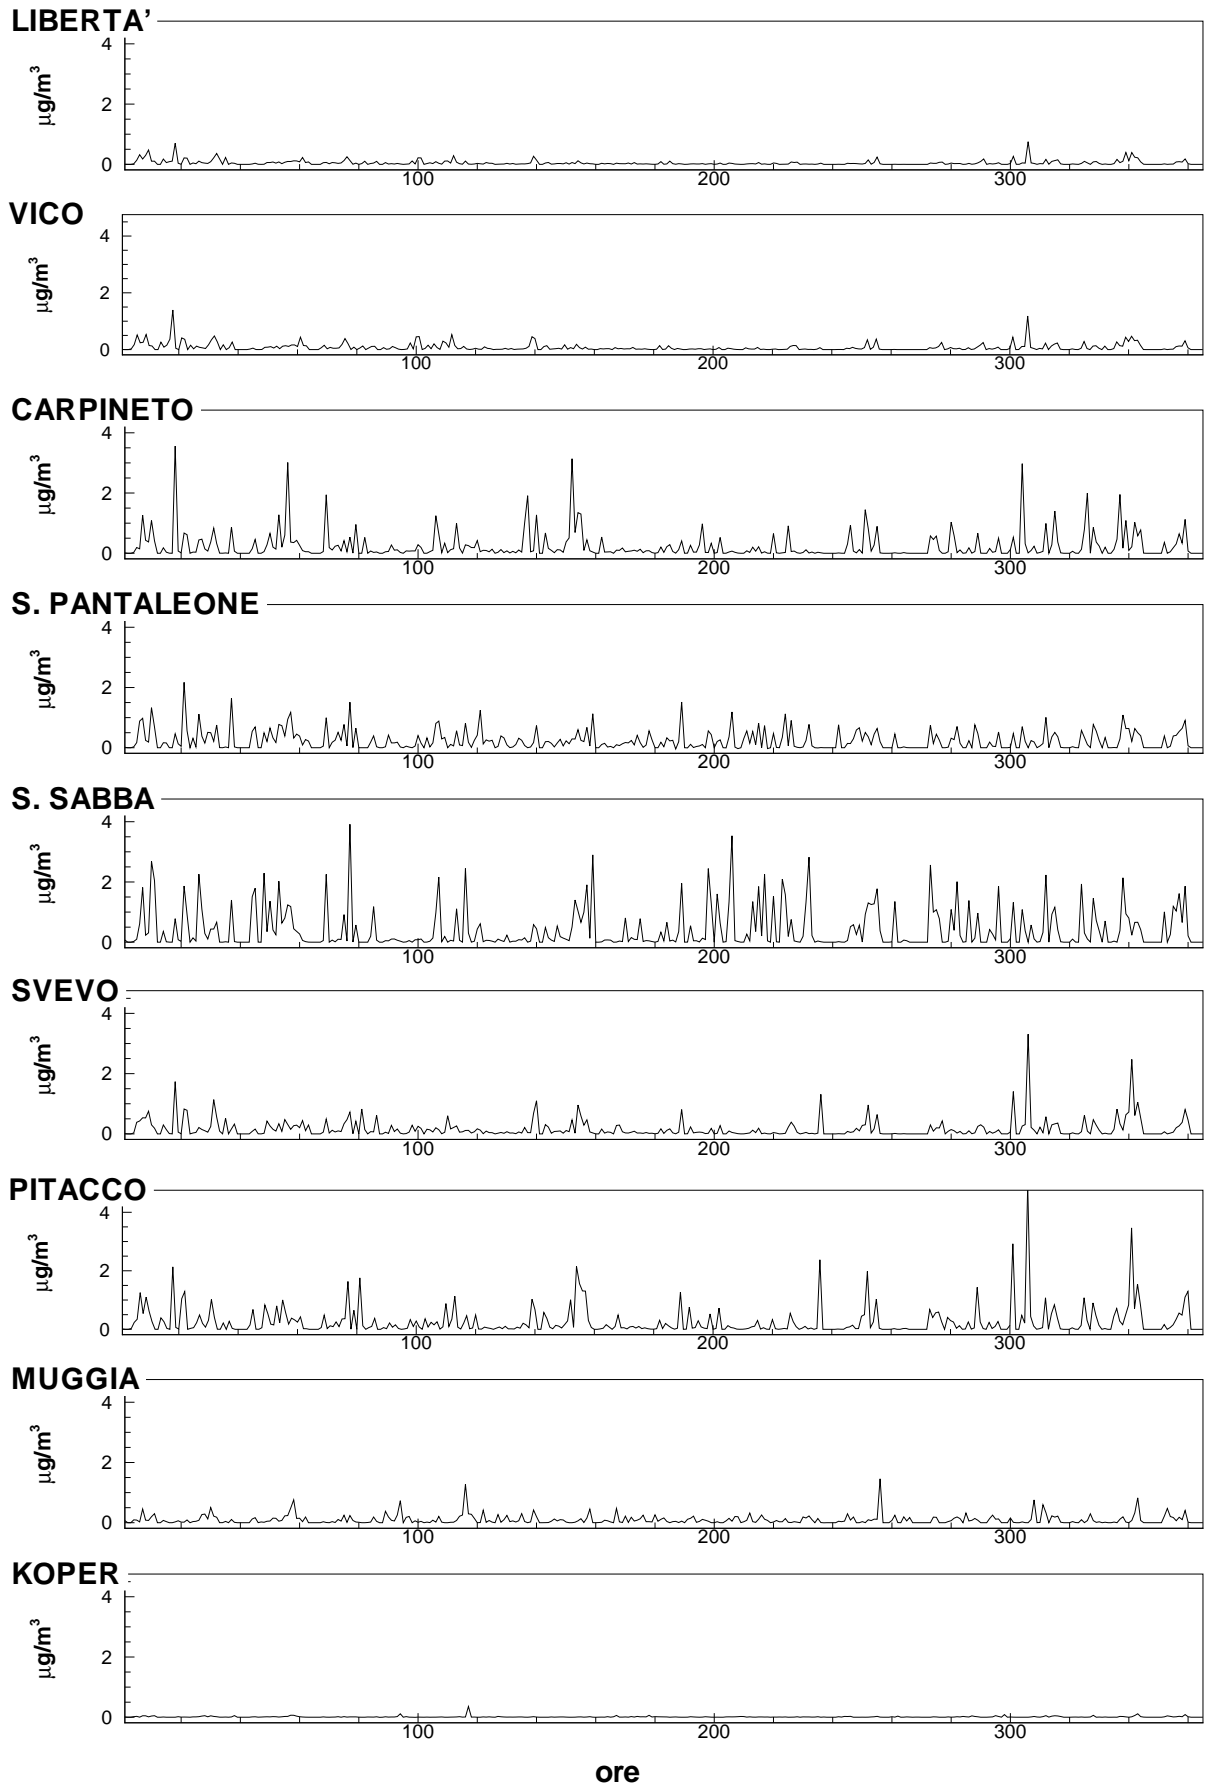 LIBERTA’
4
2
0
µg/m³
100 200 300
VICO
4
2
0
µg/m³
100 200 300
CARPINETO
4
2
0
µg/m³
100 200 300
S. PANTALEONE
4
2
0
µg/m³
100 200 300
S. SABBA
4
2
0
µg/m³
100 200 300
SVEVO
4
2
0
µg/m³
100 200 300
PITACCO
4
2
0
µg/m³
100 200 300
MUGGIA
4
2
0
µg/m³
100 200 300
KOPER
4
2
0
µg/m³
100 200 300
ore